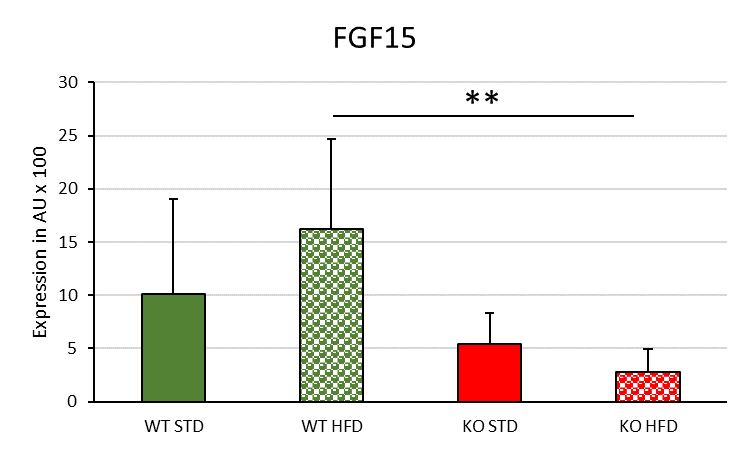 FGF15
**
30
25
20
15
10
5
0
Expression in AU x 100
WT STD
WT HFD
KO STD
KO HFD